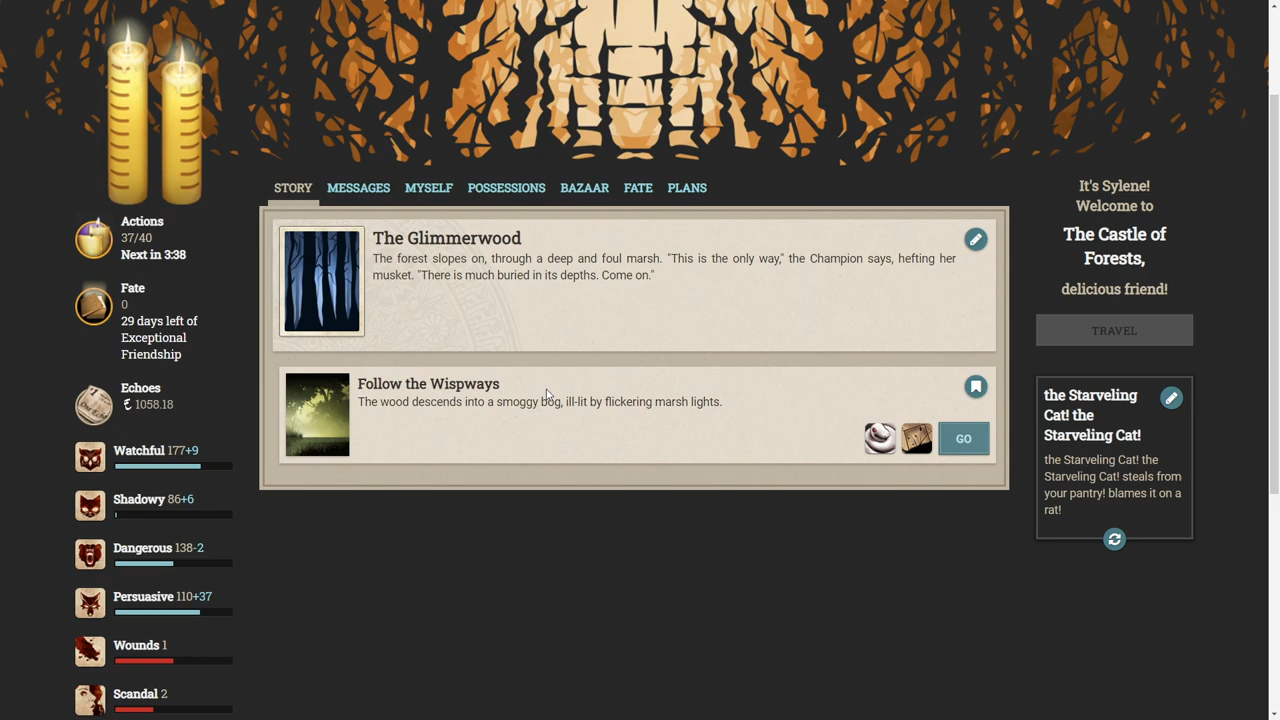 STORY MESSAGES MYSELF POSSESSIONS BAZAAR FATE PLANS
Actions
37/40
Next in 3:38
Fate
0
29 days left of
Exceptional
Friendship
Echoes
1058.18
Watchful 177+9
Shadowy 86+6
Dangerous 138-2
Persuasive 110+37
Wounds 1
Scandal 2
The Glimmerwood
The forest slopes on, through a deep and foul marsh. "This is the only way," the Champion says, hefting her
musket. "There is much buried in its depths. Come on."
Follow the Wispways
The wood descends into a smoggy bog, ill-lit by flickering marsh lights.
GO
It's Sylene!
Welcome to
The Castle of
Forests,
delicious friend!
TRAVEL
the Starveling
Cat! the
Starveling Cat!
the Starveling Cat! the
Starveling Cat! steals from
your pantry! blames it on a
rat!